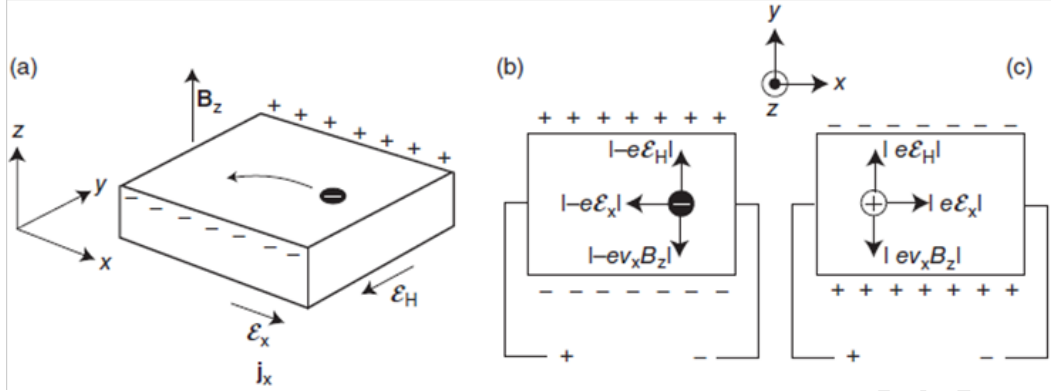 (a)
B_z
+ + + + + + +
z
y
x
− − − − − − −
ℰ_H
ℰ_x
j_x
(b)
+ + + + + + +
|−eℰ_H|
|−eℰ_x|
−
|−ev_xB_z|
− − − − − − −
+ −
y
x
z
(c)
− − − − − − −
| eℰ_H|
+
| eℰ_x|
| ev_xB_z|
+ + + + + + +
+ −